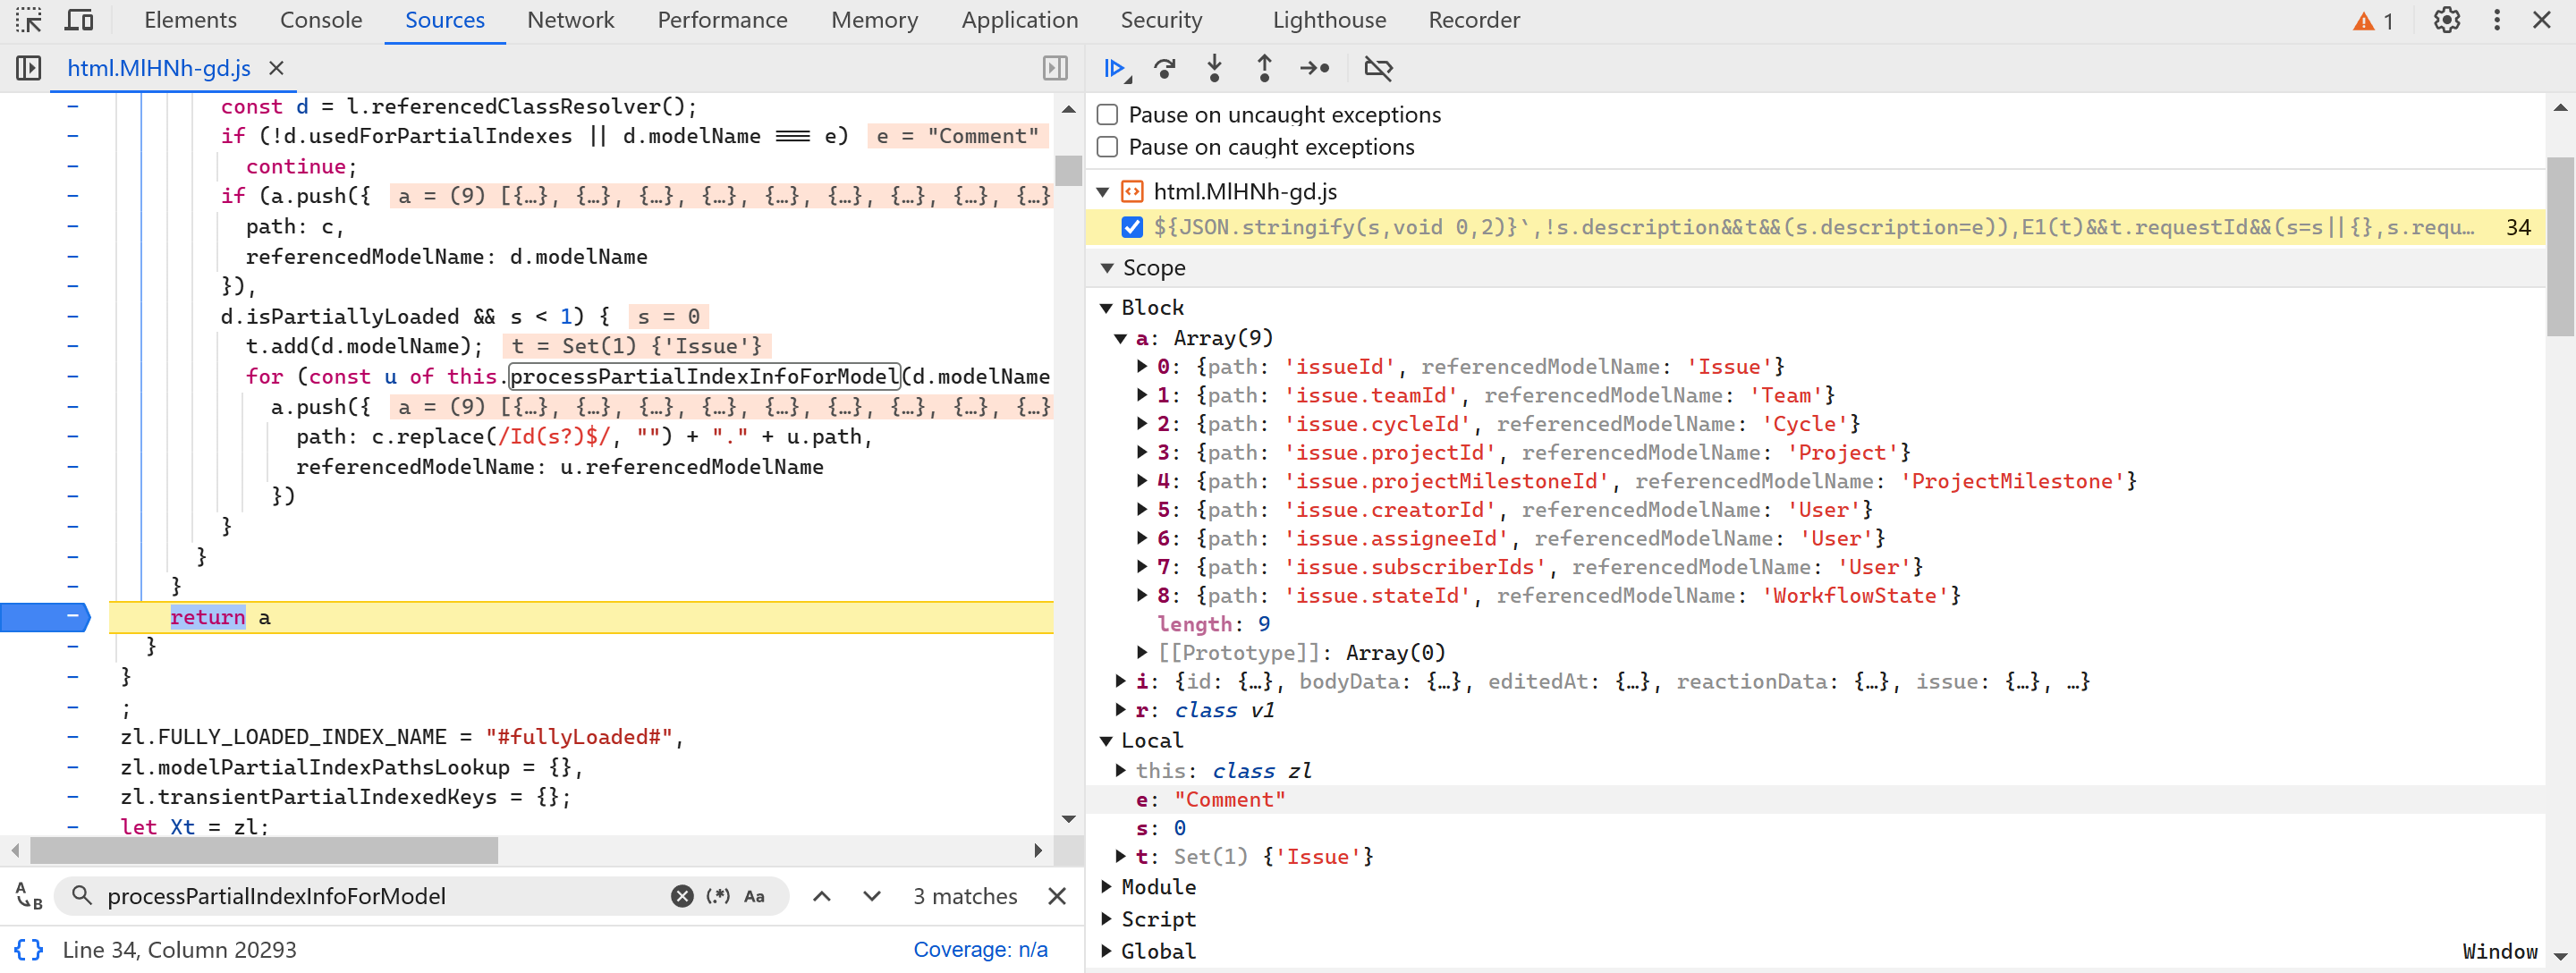 Elements Console Sources Network Performance Memory Application Security Lighthouse Recorder 1
html.MlHNh-gd.js
const d = l.referencedClassResolver();
if (!d.usedForPartialIndexes || d.modelName === e) e = "Comment"
continue;
if (a.push({ a = (9) [{…}, {…}, {…}, {…}, {…}, {…}, {…}, {…}, {…}
path: c,
referencedModelName: d.modelName
}),
d.isPartiallyLoaded && s < 1) { s = 0
t.add(d.modelName); t = Set(1) {'Issue'}
for (const u of this.processPartialIndexInfoForModel(d.modelName
a.push({ a = (9) [{…}, {…}, {…}, {…}, {…}, {…}, {…}, {…}, {…}
path: c.replace(/Id(s?)$/, "") + "." + u.path,
referencedModelName: u.referencedModelName
})
}
}
}
return a
}
}
;
zl.FULLY_LOADED_INDEX_NAME = "#fullyLoaded#",
zl.modelPartialIndexPathsLookup = {},
zl.transientPartialIndexedKeys = {};
let Xt = zl;
A B processPartialIndexInfoForModel (.*) Aa 3 matches
{} Line 34, Column 20293 Coverage: n/a
Pause on uncaught exceptions
Pause on caught exceptions
html.MlHNh-gd.js
${JSON.stringify(s,void 0,2)}`,!s.description&&t&&(s.description=e)),E1(t)&&t.requestId&&(s=s||{},s.requ… 34
Scope
Block
a: Array(9)
0: {path: 'issueId', referencedModelName: 'Issue'}
1: {path: 'issue.teamId', referencedModelName: 'Team'}
2: {path: 'issue.cycleId', referencedModelName: 'Cycle'}
3: {path: 'issue.projectId', referencedModelName: 'Project'}
4: {path: 'issue.projectMilestoneId', referencedModelName: 'ProjectMilestone'}
5: {path: 'issue.creatorId', referencedModelName: 'User'}
6: {path: 'issue.assigneeId', referencedModelName: 'User'}
7: {path: 'issue.subscriberIds', referencedModelName: 'User'}
8: {path: 'issue.stateId', referencedModelName: 'WorkflowState'}
length: 9
[[Prototype]]: Array(0)
i: {id: {…}, bodyData: {…}, editedAt: {…}, reactionData: {…}, issue: {…}, …}
r: class v1
Local
this: class zl
e: "Comment"
s: 0
t: Set(1) {'Issue'}
Module
Script
Global Window